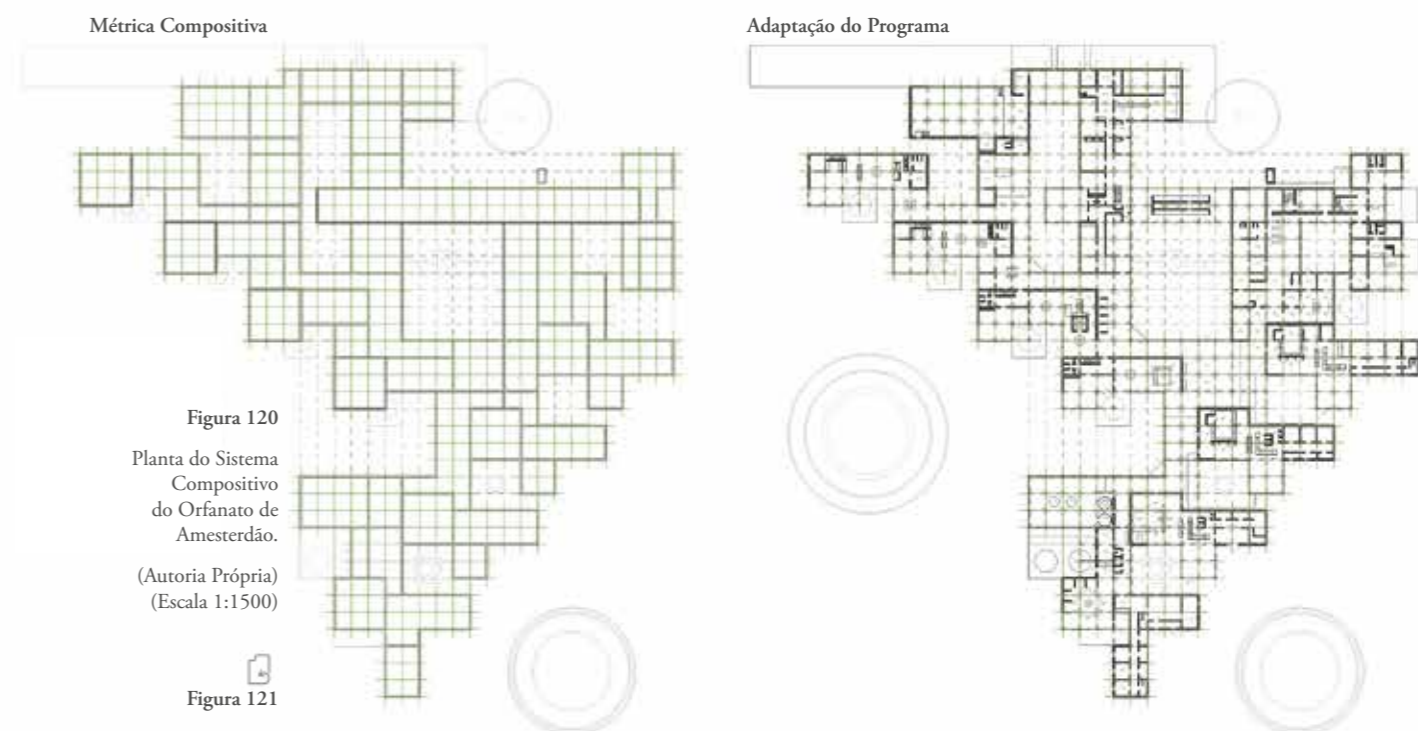 Métrica Compositiva
Adaptação do Programa
Figura 120
Planta do Sistema
Compositivo
do Orfanato de
Amesterdão.
(Autoria Própria)
(Escala 1:1500)
Figura 121